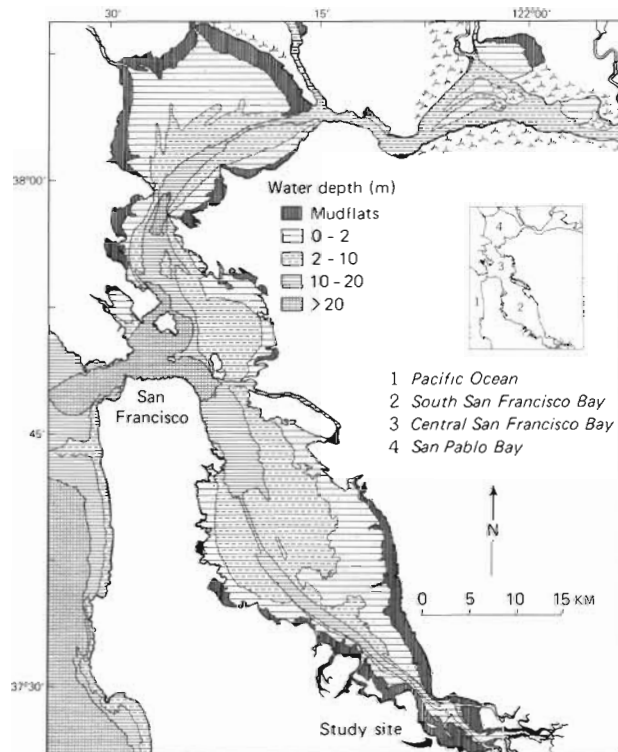 30' 15' 122°00'
38°00'
Water depth (m)
Mudflats
0 - 2
2 - 10
10 - 20
>20
4
3
1
2
1 Pacific Ocean
2 South San Francisco Bay
3 Central San Francisco Bay
4 San Pablo Bay
San
Francisco
45'
N
0 5 10 15 KM
37°30'
Study site